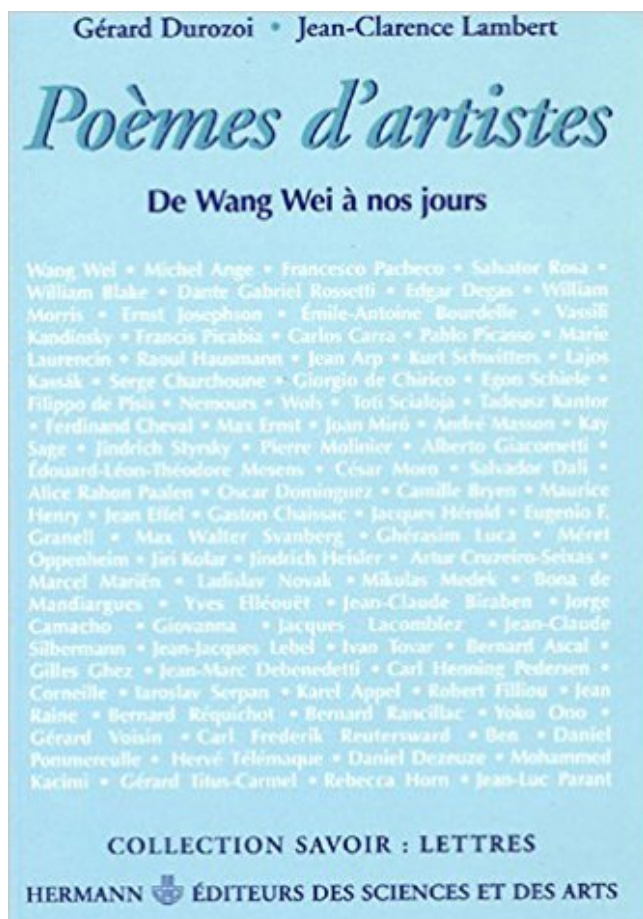 Gérard Durozoi • Jean-Clarence Lambert
Poèmes d'artistes
De Wang Wei à nos jours
Wang Wei • Michel Ange • Francesco Pacheco • Salvator Rosa •
William Blake • Dante Gabriel Rossetti • Edgar Degas • William
Morris • Ernst Josephson • Émile-Antoine Bourdelle • Vassili
Kandinsky • Francis Picabia • Carlos Carra • Pablo Picasso • Marie
Laurencin • Raoul Hausmann • Jean Arp • Kurt Schwitters • Lajos
Kassák • Serge Charchoune • Giorgio de Chirico • Egon Schiele •
Filippo de Pisis • Nemours • Wols • Toti Scialoja • Tadeusz Kantor
• Ferdinand Cheval • Max Ernst • Joan Miró • André Masson • Kay
Sage • Jindrich Styrsky • Pierre Molinier • Alberto Giacometti •
Édouard-Léon-Théodore Mesens • César Moro • Salvador Dali •
Alice Rahon Paalen • Oscar Dominguez • Camille Bryen • Maurice
Henry • Jean Effel • Gaston Chaissac • Jacques Hérold • Eugenio F.
Granell • Max Walter Svanberg • Ghérasim Luca • Méret
Oppenheim • Jiri Kolar • Jindrich Heisler • Artur Cruzeiro-Seixas •
Marcel Mariën • Ladislav Novak • Mikulas Medek • Bona de
Mandiargues • Yves Elléouët • Jean-Claude Biraben • Jorge
Camacho • Giovanna • Jacques Lacomblez • Jean-Claude
Silbermann • Jean-Jacques Lebel • Ivan Tovar • Bernard Ascal •
Gilles Ghez • Jean-Marc Debenedetti • Carl Henning Pedersen •
Corneille • Iaroslav Serpan • Karel Appel • Robert Filliou • Jean
Raine • Bernard Réquichot • Bernard Rancillac • Yoko Ono •
Gérard Voisin • Carl Frederik Reutersward • Ben • Daniel
Pommereulle • Hervé Télémaque • Daniel Dezeuze • Mohammed
Kacimi • Gérard Titus-Carmel • Rebecca Horn • Jean-Luc Parant
COLLECTION SAVOIR : LETTRES
HERMANN ÉDITEURS DES SCIENCES ET DES ARTS